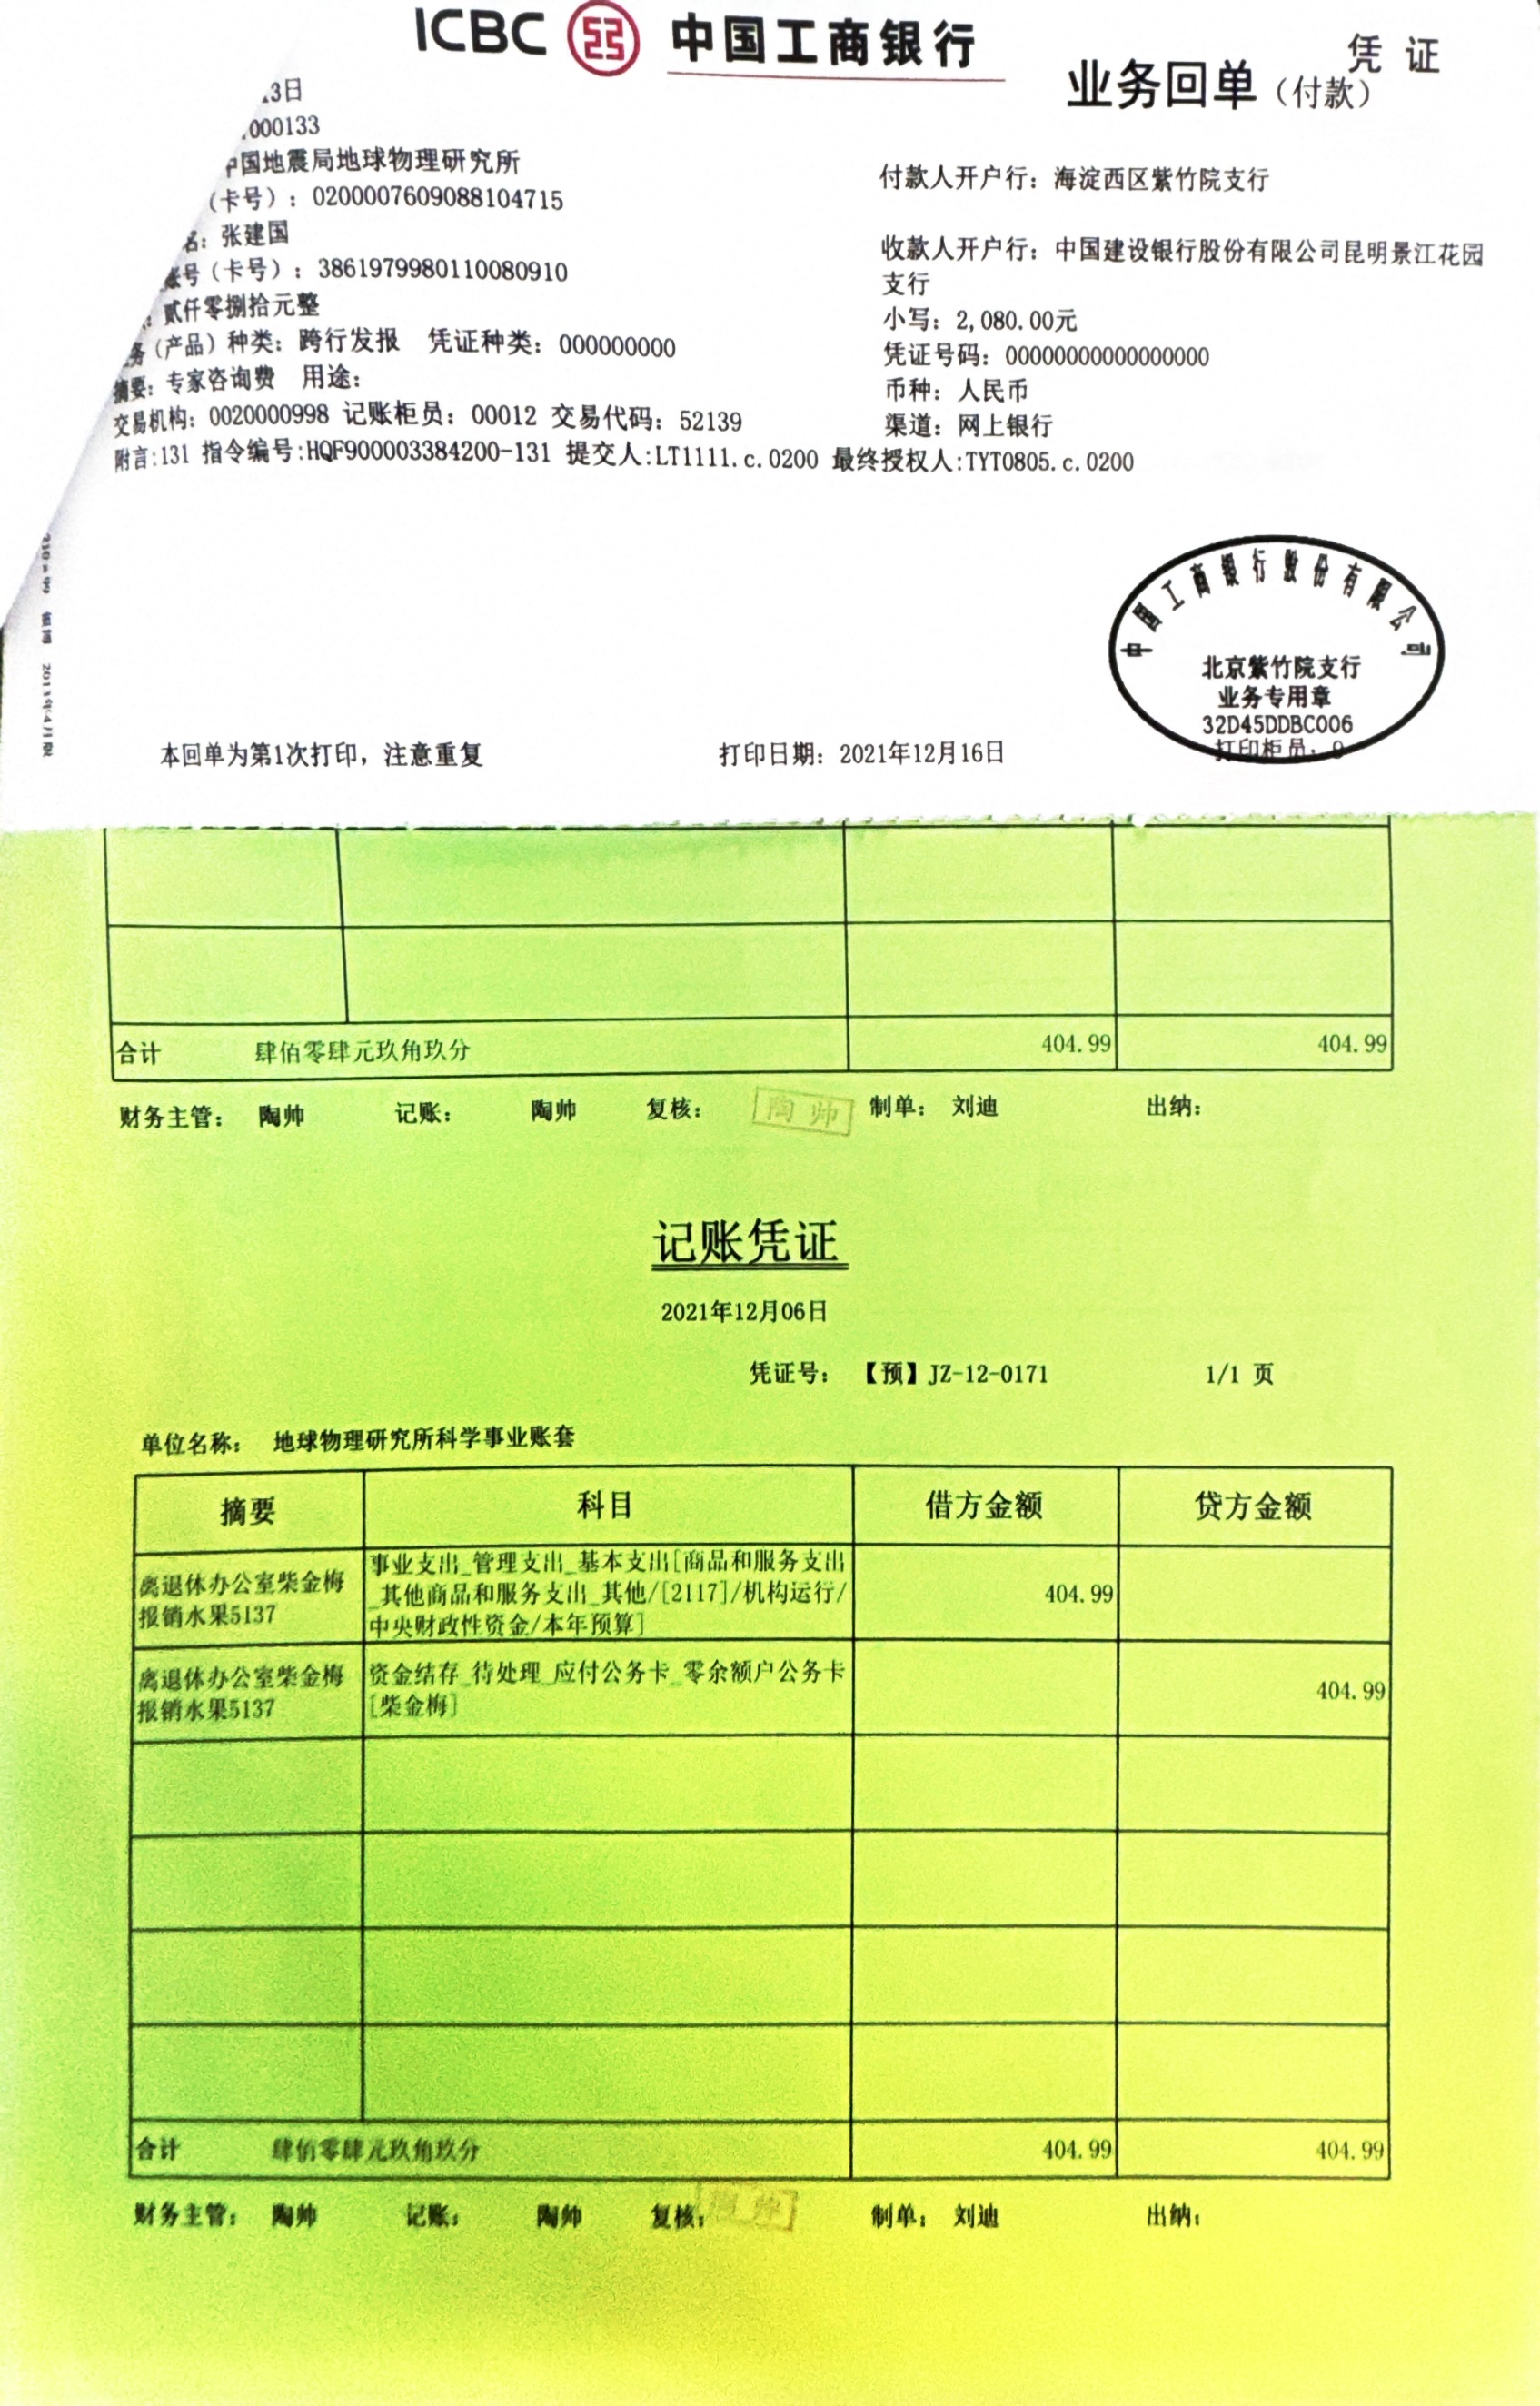 ICBC 中国工商银行
凭 证
业务回单（付款）
3日
000133
中国地震局地球物理研究所
（卡号）：0200007609088104715
付款人开户行：海淀西区紫竹院支行
名：张建国
账号（卡号）：3861979980110080910
收款人开户行：中国建设银行股份有限公司昆明景江花园
支行
：贰仟零捌拾元整
小写：2,080.00元
务（产品）种类：跨行发报 凭证种类：000000000
凭证号码：00000000000000000
摘要：专家咨询费 用途：
币种：人民币
交易机构：0020000998 记账柜员：00012 交易代码：52139
渠道：网上银行
附言:131 指令编号:HQF900003384200-131 提交人:LT1111.c.0200 最终授权人:TYT0805.c.0200
中国工商银行股份有限公司
北京紫竹院支行
业务专用章
32D45DDBC006
打印柜员：9
本回单为第1次打印，注意重复 打印日期：2021年12月16日
2013年4月版
合计 肆佰零肆元玖角玖分 404.99 404.99
财务主管： 陶帅 记账： 陶帅 复核： 陶帅 制单： 刘迪 出纳：
记账凭证
2021年12月06日
凭证号： 【预】JZ-12-0171 1/1 页
单位名称： 地球物理研究所科学事业账套
摘要 科目 借方金额 贷方金额
离退休办公室柴金梅
报销水果5137
事业支出_管理支出_基本支出[商品和服务支出
_其他商品和服务支出_其他/[2117]/机构运行/
中央财政性资金/本年预算]
404.99
离退休办公室柴金梅
报销水果5137
资金结存_待处理_应付公务卡_零余额户公务卡
[柴金梅]
404.99
合计 肆佰零肆元玖角玖分 404.99 404.99
财务主管： 陶帅 记账： 陶帅 复核： 陶帅 制单： 刘迪 出纳：